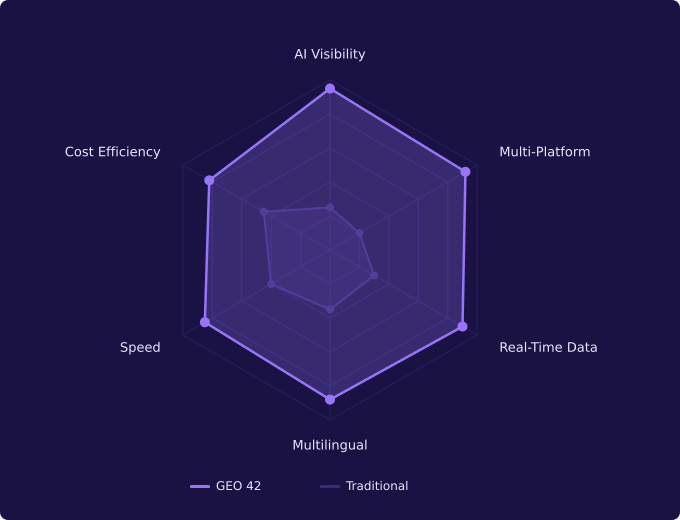 AI Visibility
Cost Efficiency
Multi-Platform
Speed
Real-Time Data
Multilingual
GEO 42
Traditional